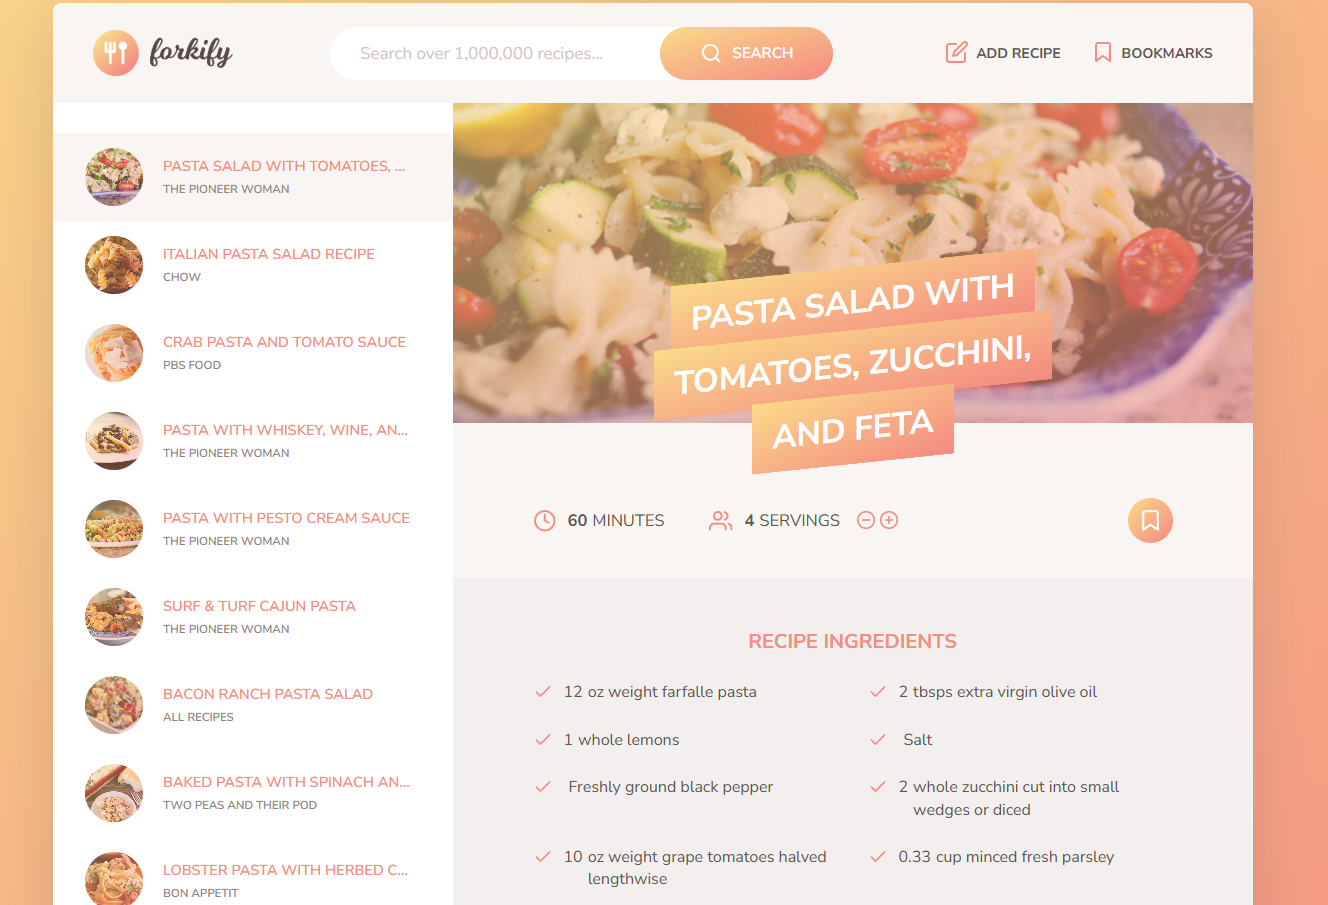 forkify
Search over 1,000,000 recipes...
SEARCH
ADD RECIPE
BOOKMARKS
PASTA SALAD WITH TOMATOES, ...
THE PIONEER WOMAN
ITALIAN PASTA SALAD RECIPE
CHOW
CRAB PASTA AND TOMATO SAUCE
PBS FOOD
PASTA WITH WHISKEY, WINE, AN...
THE PIONEER WOMAN
PASTA WITH PESTO CREAM SAUCE
THE PIONEER WOMAN
SURF & TURF CAJUN PASTA
THE PIONEER WOMAN
BACON RANCH PASTA SALAD
ALL RECIPES
BAKED PASTA WITH SPINACH AN...
TWO PEAS AND THEIR POD
LOBSTER PASTA WITH HERBED C...
BON APPETIT
PASTA SALAD WITH
TOMATOES, ZUCCHINI,
AND FETA
60 MINUTES
4 SERVINGS
RECIPE INGREDIENTS
12 oz weight farfalle pasta
2 tbsps extra virgin olive oil
1 whole lemons
Salt
Freshly ground black pepper
2 whole zucchini cut into small
wedges or diced
10 oz weight grape tomatoes halved
lengthwise
0.33 cup minced fresh parsley